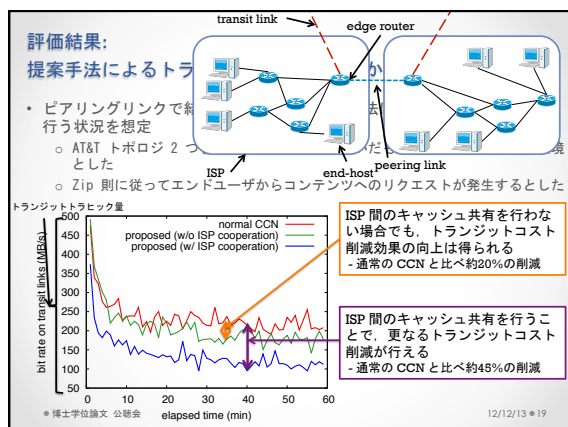 transit link
edge router
評価結果:
提案手法によるトラ
か
• ピアリングリンクで
法
行う状況を想定
o AT&T トポロジ 2 つ
境
とした
ISP
end-host
peering link
o Zip 則に従ってエンドユーザからコンテンツへのリクエストが発生するとした
トランジットトラヒック量
bit rate on transit links (MB/s)
500
450
400
350
300
250
200
150
100
50
normal CCN
proposed (w/o ISP cooperation)
proposed (w/ ISP cooperation)
0 10 20 30 40 50 60
elapsed time (min)
ISP 間のキャッシュ共有を行わな
い場合でも，トランジットコスト
削減効果の向上は得られる
- 通常の CCN と比べ約20%の削減
ISP 間のキャッシュ共有を行うこ
とで，更なるトランジットコスト
削減が行える
- 通常の CCN と比べ約45%の削減
● 博士学位論文 公聴会
12/12/13 ● 19